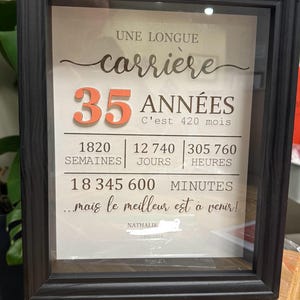 UNE LONGUE
carrière
35 ANNÉES
C'est 420 mois
1820 12 740 305 760
SEMAINES JOURS HEURES
18 345 600 MINUTES
...mais le meilleur est à venir!
NATHALIE